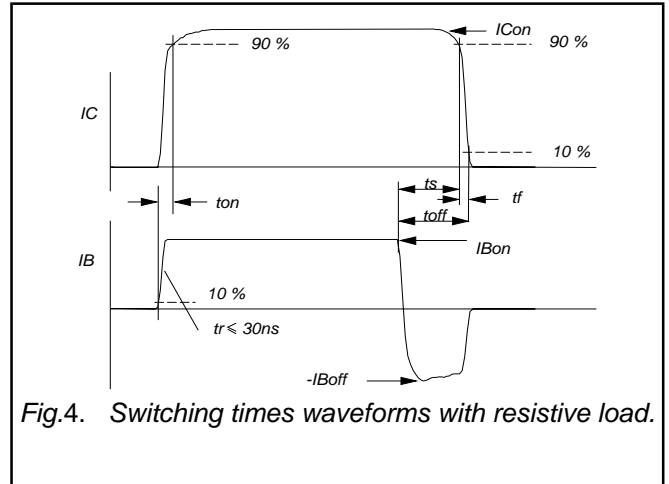 ICon
90 %
90 %
IC
10 %
ts
ton
tf
toff
IB
IBon
10 %
tr ≤ 30ns
-IBoff
Fig.4. Switching times waveforms with resistive load.